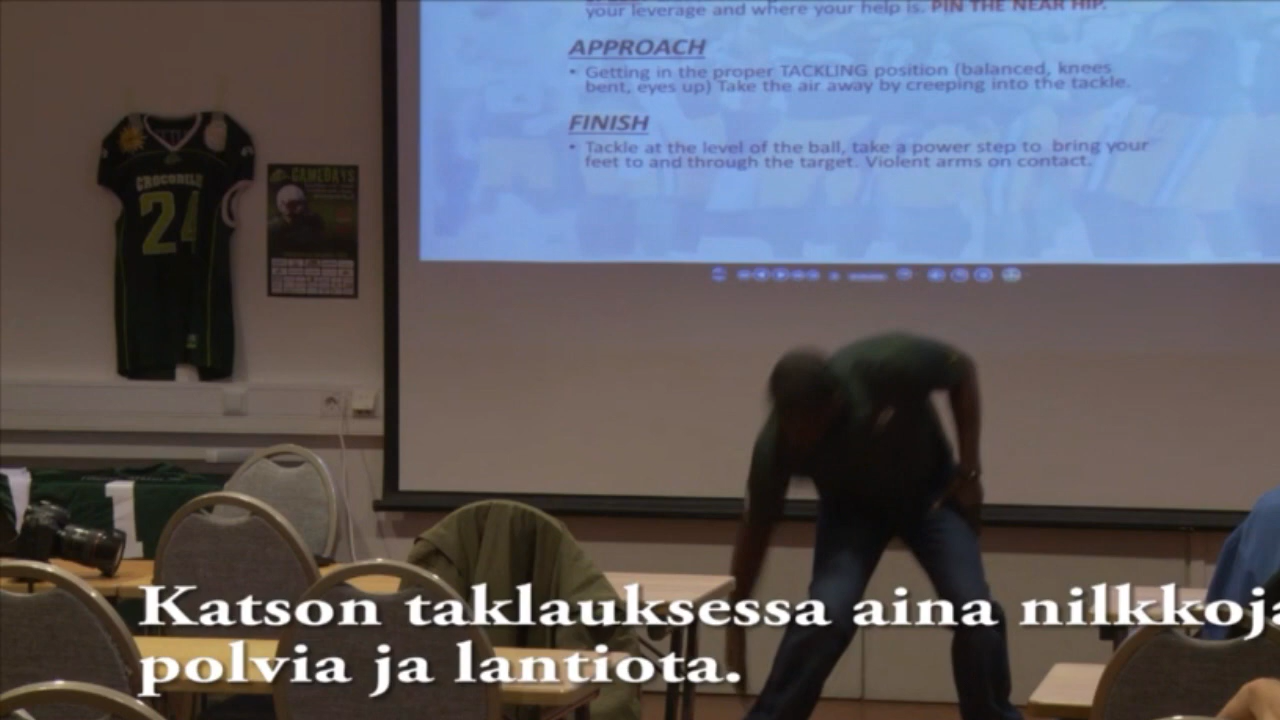 your leverage and where your help is. PIN THE NEAR HIP.
APPROACH
• Getting in the proper TACKLING position (balanced, knees
bent, eyes up) Take the air away by creeping into the tackle.
FINISH
• Tackle at the level of the ball, take a power step to bring your
feet to and through the target. Violent arms on contact.
CROCODILE
24
GAMEDAYS
1
Katson taklauksessa aina nilkkoja
polvia ja lantiota.